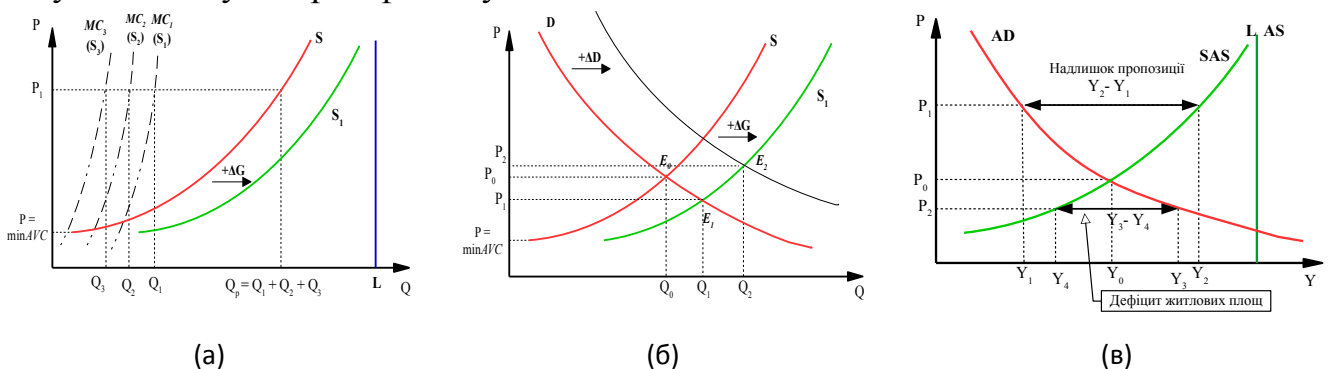 P
MC₃
(S₃)
MC₂
(S₂)
MC₁
(S₁)
S
S₁
P₁
+ΔG
P =
minAVC
Q₃
Q₂
Q₁
Qₚ = Q₁ + Q₂ + Q₃
L
Q
(а)
P
D
S
+ΔD
S₁
+ΔG
P₂
P₀
P₁
E₀
E₂
E₁
P =
minAVC
Q₀
Q₁
Q₂
Q
(б)
P
AD
SAS
L AS
Надлишок пропозиції
Y₂- Y₁
P₁
P₀
P₂
Y₃- Y₄
Y₁
Y₄
Y₀
Y₃
Y₂
Y
Дефіцит житлових площ
(в)